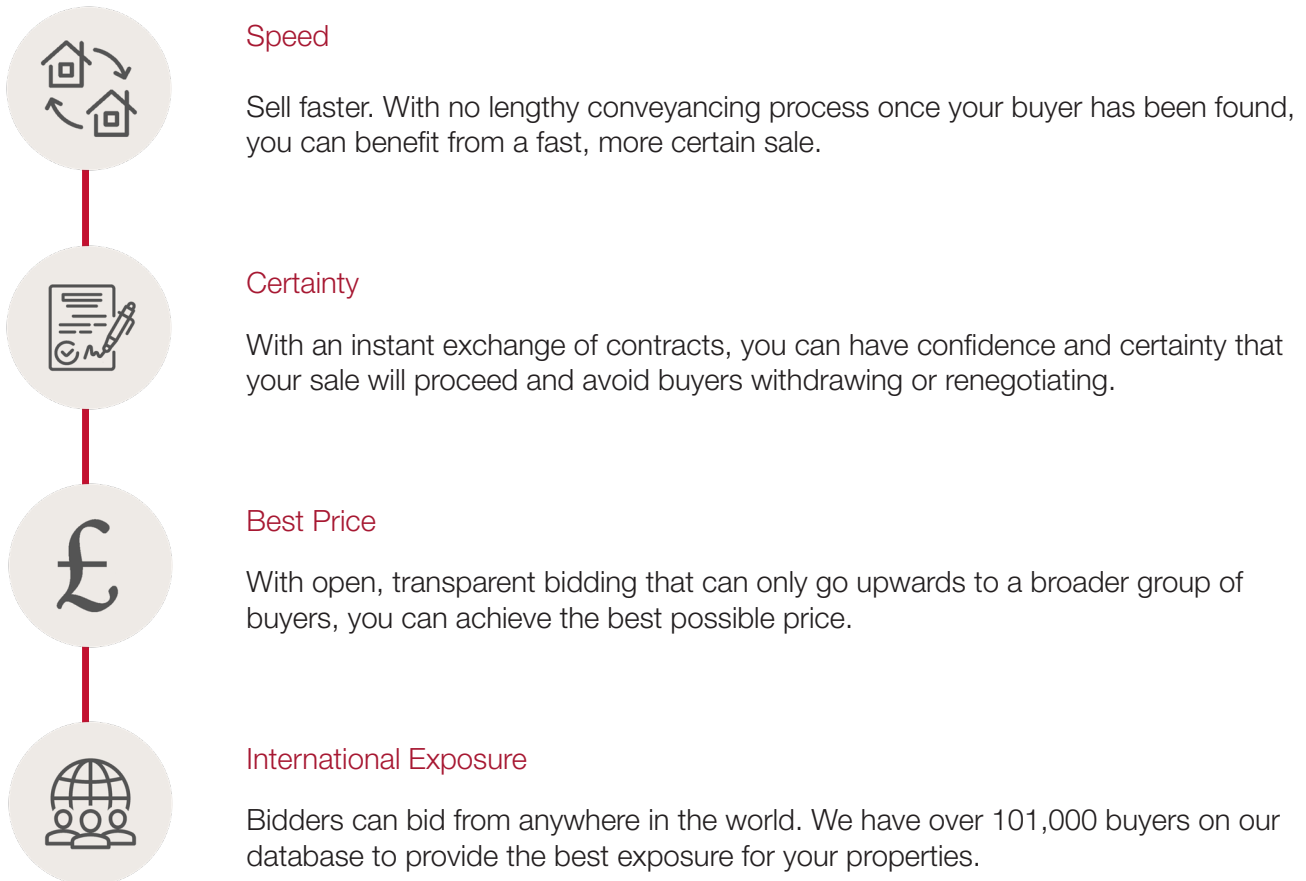 Speed
Sell faster. With no lengthy conveyancing process once your buyer has been found,
you can benefit from a fast, more certain sale.
Certainty
With an instant exchange of contracts, you can have confidence and certainty that
your sale will proceed and avoid buyers withdrawing or renegotiating.
£
Best Price
With open, transparent bidding that can only go upwards to a broader group of
buyers, you can achieve the best possible price.
International Exposure
Bidders can bid from anywhere in the world. We have over 101,000 buyers on our
database to provide the best exposure for your properties.